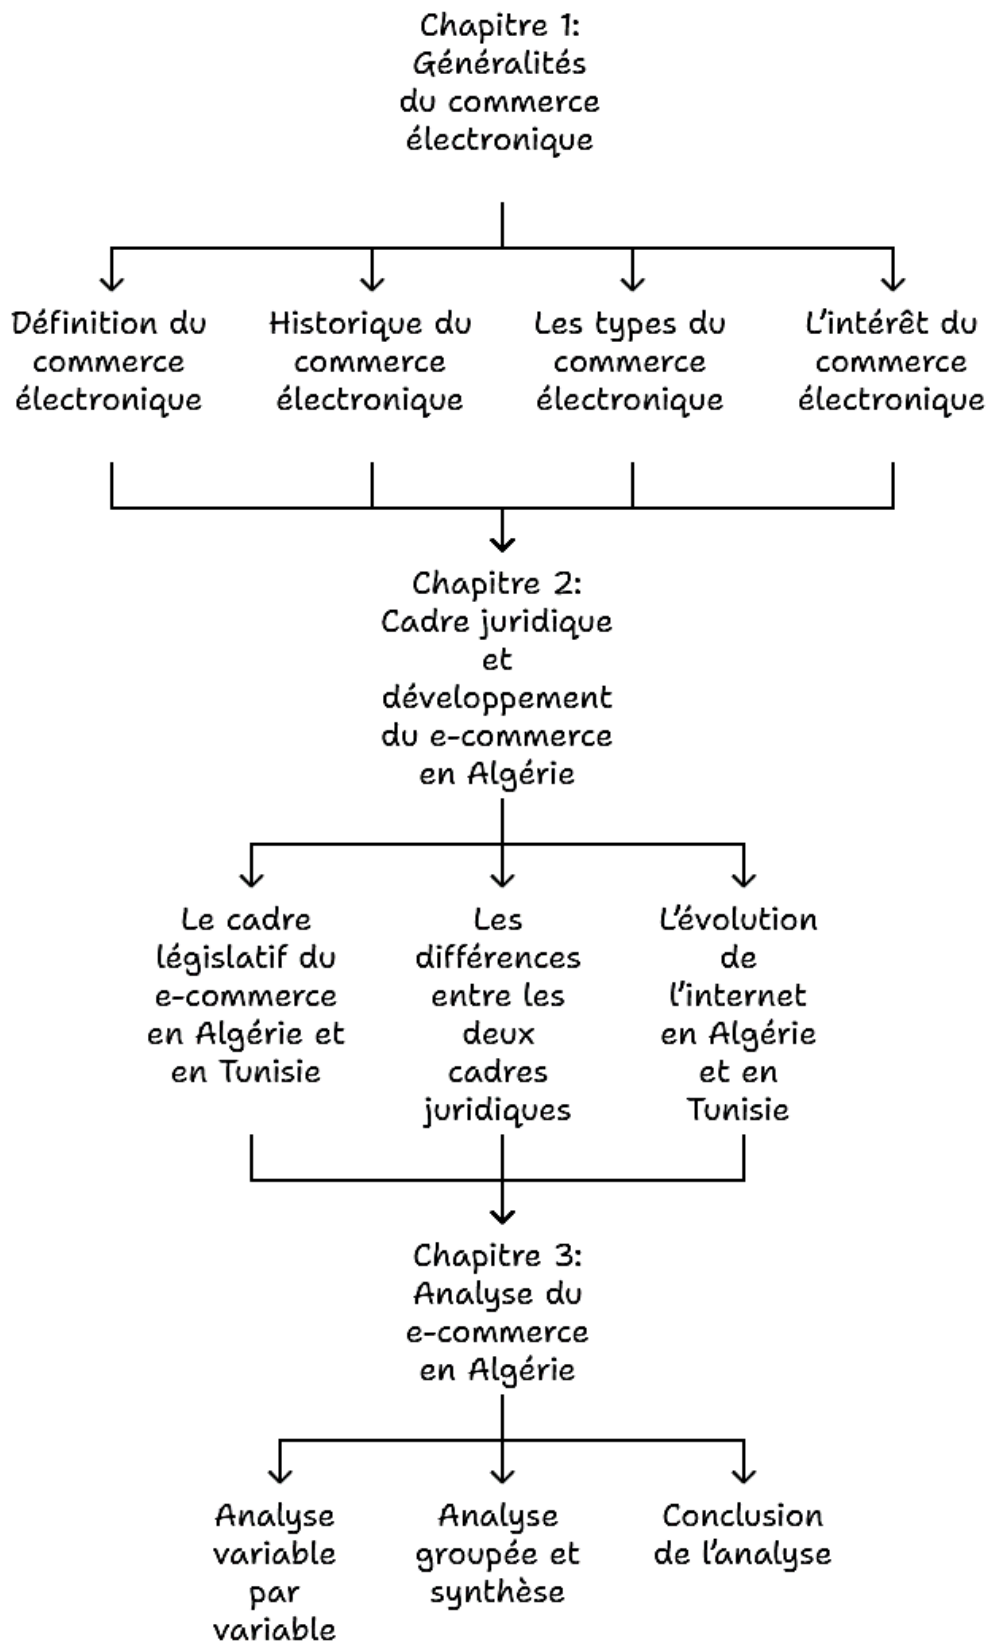 Chapitre 1:
Généralités
du commerce
électronique
Définition du
commerce
électronique
Historique du
commerce
électronique
Les types du
commerce
électronique
L'intérêt du
commerce
électronique
Chapitre 2:
Cadre juridique
et
développement
du e-commerce
en Algérie
Le cadre
législatif du
e-commerce
en Algérie et
en Tunisie
Les
différences
entre les
deux
cadres
juridiques
L'évolution
de
l'internet
en Algérie
et en
Tunisie
Chapitre 3:
Analyse du
e-commerce
en Algérie
Analyse
variable
par
variable
Analyse
groupée et
synthèse
Conclusion
de l'analyse